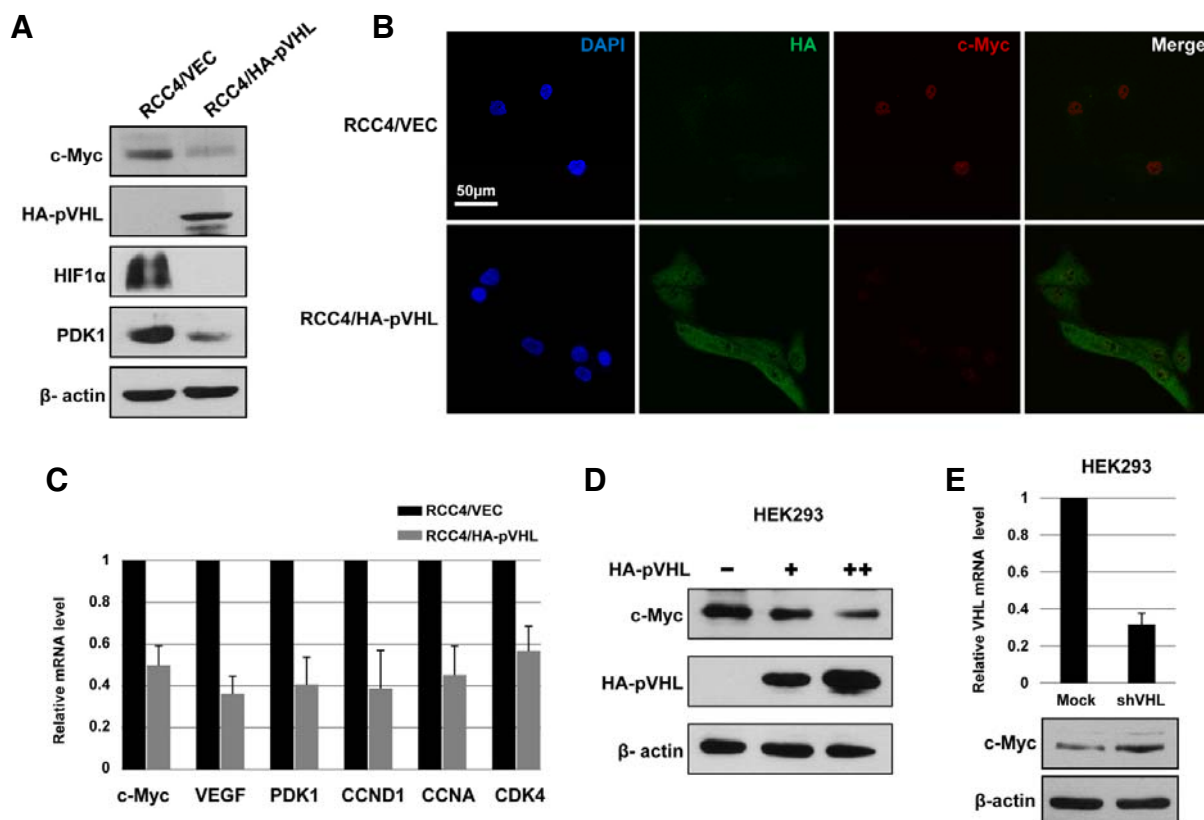 A
RCC4/VEC
RCC4/HA-pVHL
c-Myc
HA-pVHL
HIF1α
PDK1
β- actin
B
DAPI
HA
c-Myc
Merge
RCC4/VEC
50μm
RCC4/HA-pVHL
C
RCC4/VEC
RCC4/HA-pVHL
Relative mRNA level
1
0.8
0.6
0.4
0.2
0
c-Myc VEGF PDK1 CCND1 CCNA CDK4
D
HEK293
HA-pVHL - + ++
c-Myc
HA-pVHL
β- actin
E
HEK293
Relative VHL mRNA level
1
0.8
0.6
0.4
0.2
0
Mock shVHL
c-Myc
β-actin